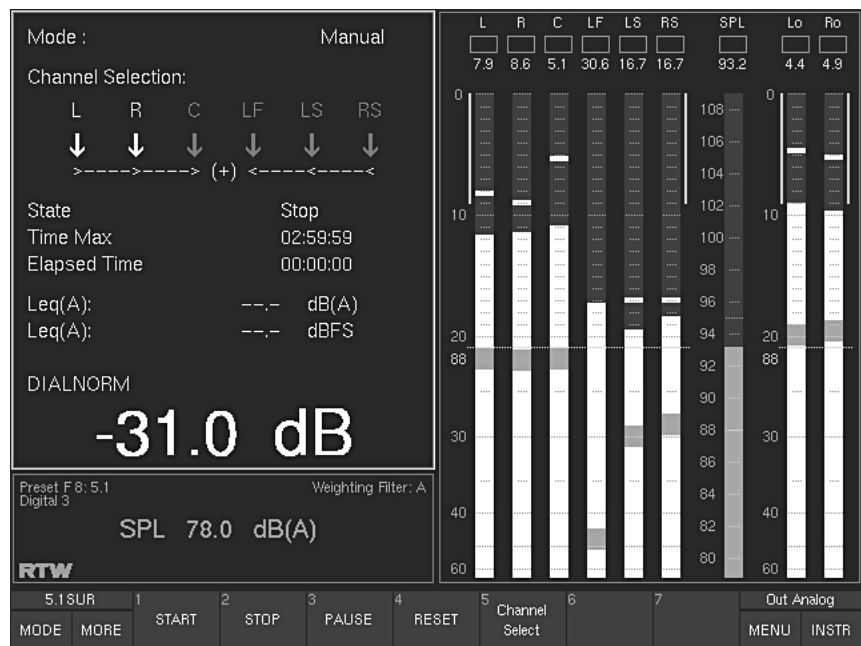 Mode : Manual
Channel Selection:
L R C LF LS RS
>----->-----> (+) <-----<-----<
State Stop
Time Max 02:59:59
Elapsed Time 00:00:00
Leq(A): --.- dB(A)
Leq(A): --.- dBFS
DIALNORM
-31.0 dB
Preset F 8: 5.1 Weighting Filter: A
Digital 3
SPL 78.0 dB(A)
RTW
L R C LF LS RS SPL Lo Ro
7.9 8.6 5.1 30.6 16.7 16.7 93.2 4.4 4.9
0
10
20
88
30
40
60
108
106
104
102
100
98
96
94
92
90
88
86
84
82
80
0
10
20
88
30
40
60
5.1SUR 1 2 3 4 5 6 7 Out Analog
MODE MORE START STOP PAUSE RESET Channel Select MENU INSTR